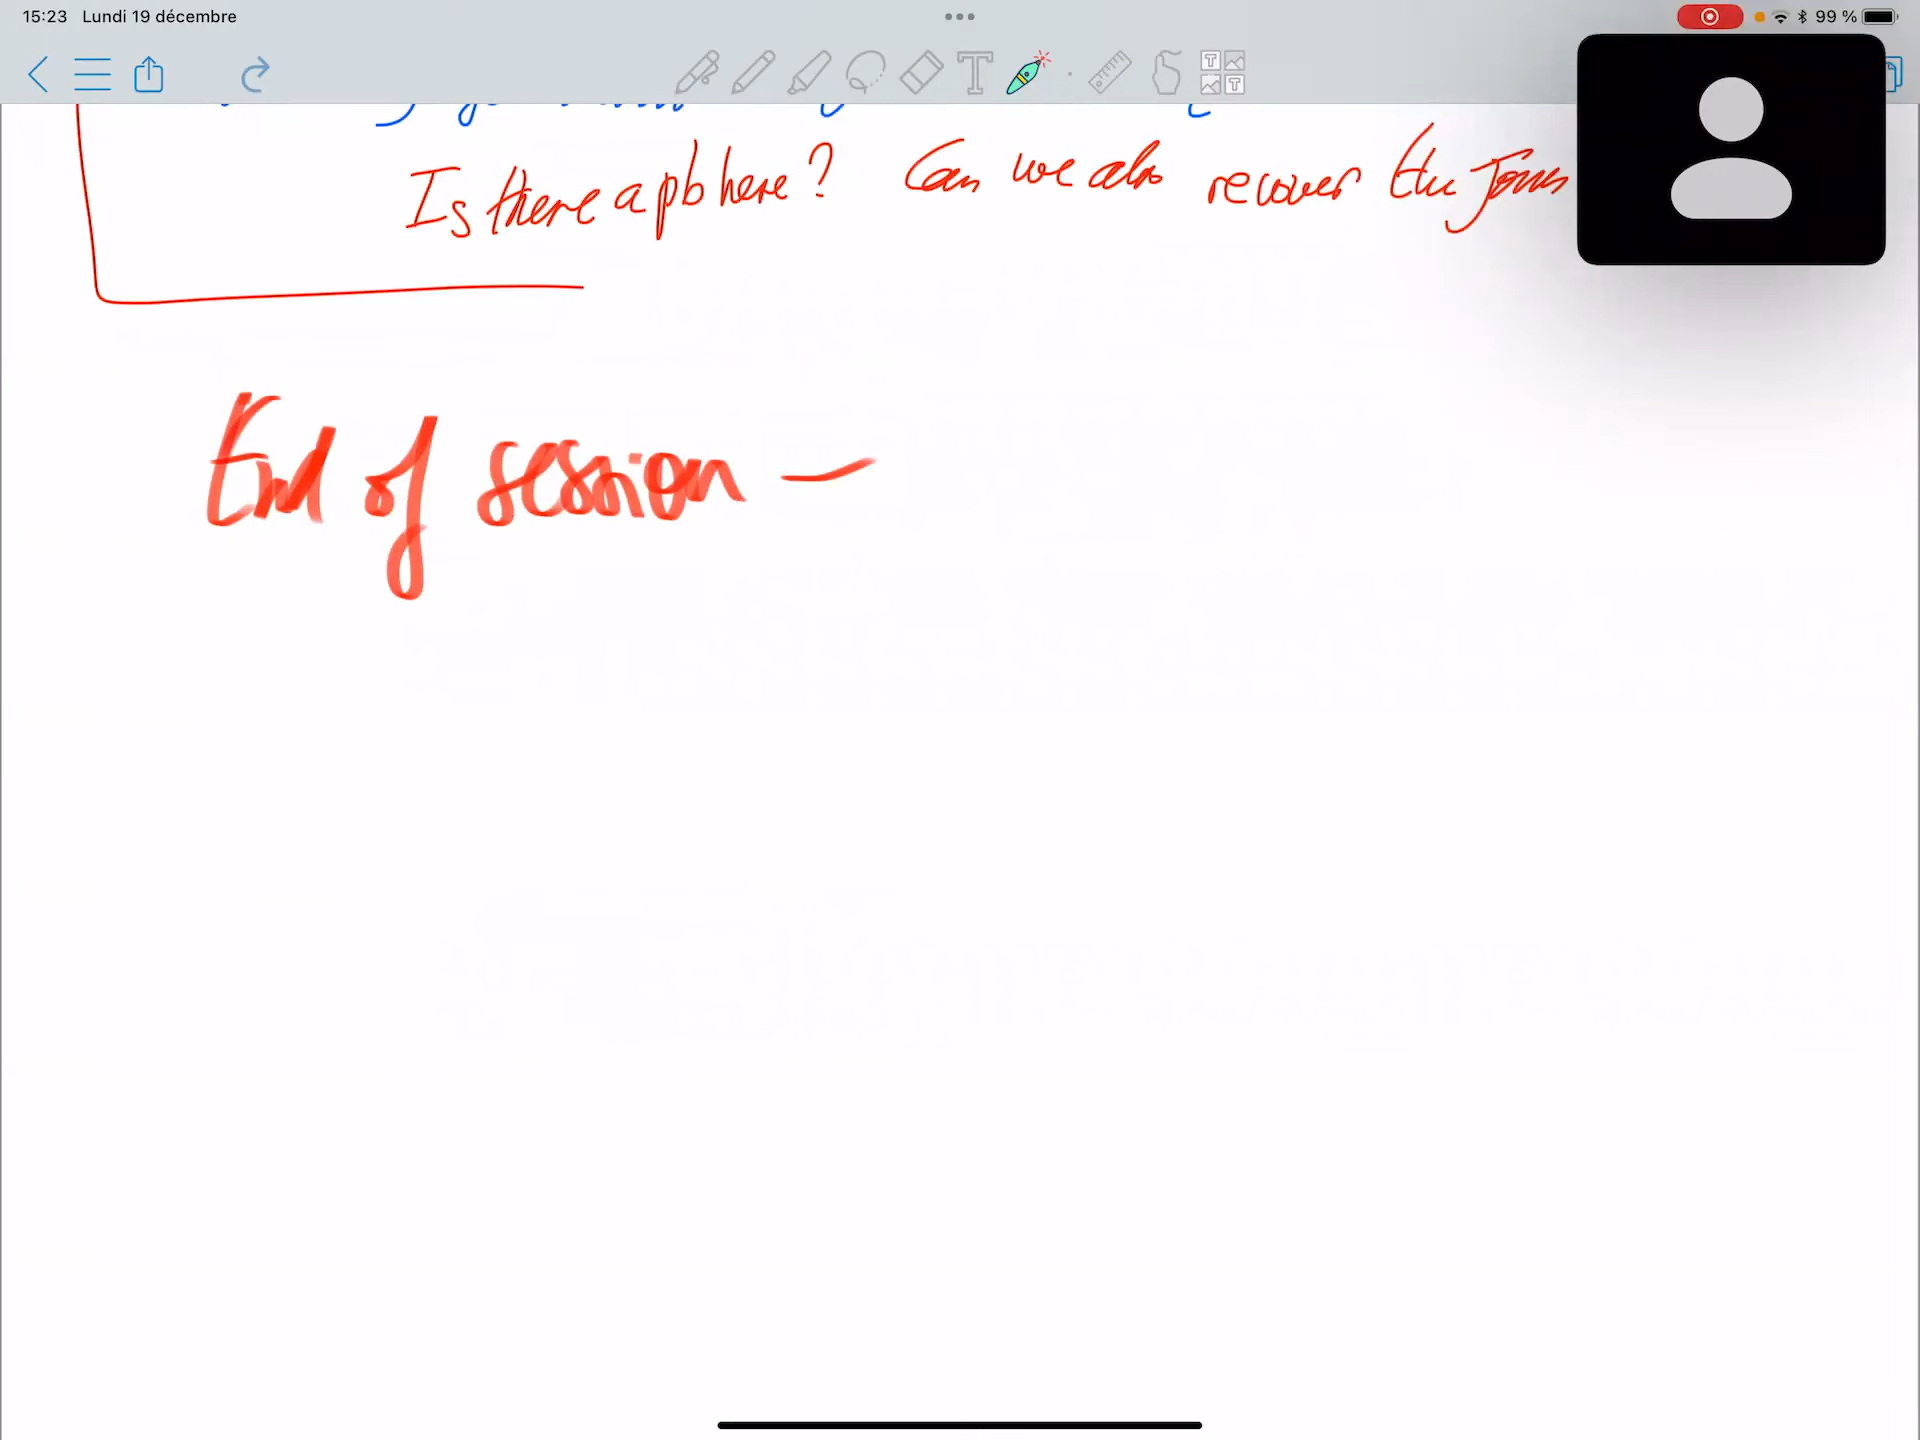 15:23 Lundi 19 décembre 99 %
Is there a pb here? Can we also recover the Jones
End of session —